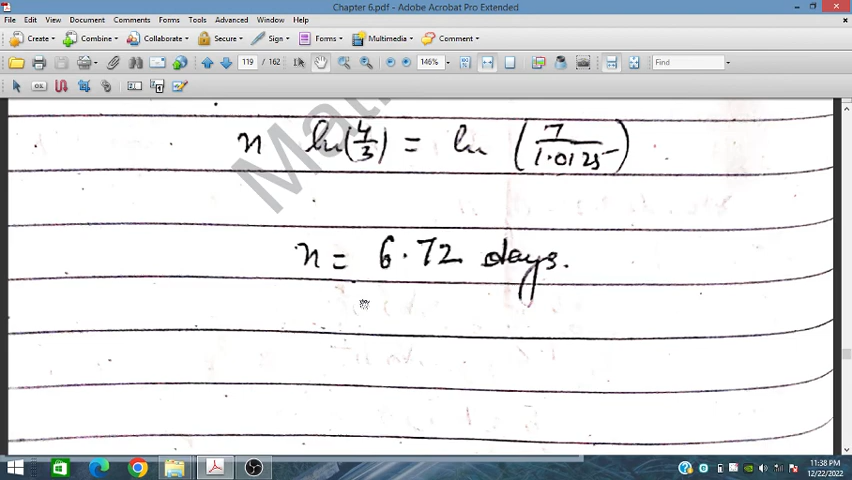 Chapter 6.pdf - Adobe Acrobat Pro Extended
File Edit View Document Comments Forms Tools Advanced Window Help
Create Combine Collaborate Secure Sign Forms Multimedia Comment
119 / 162 146% Find
n ln(4/3) = ln (7/1.0125)
n = 6.72 days.
11:38 PM
12/22/2022